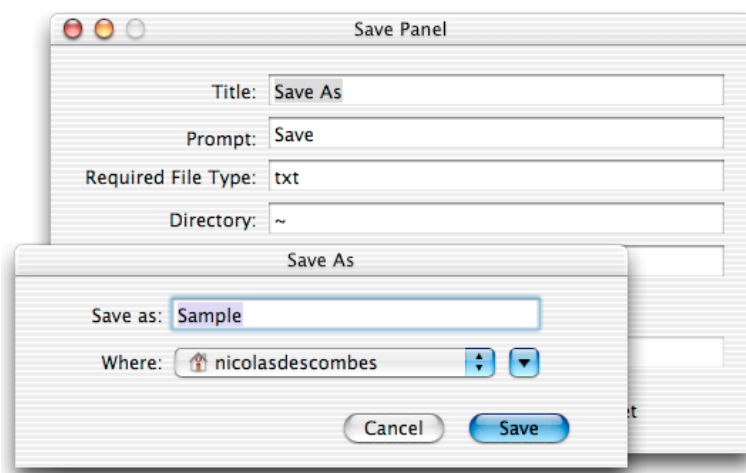 Save Panel
Title: Save As
Prompt: Save
Required File Type: txt
Directory: ~
Save As
Save as: Sample
Where: nicolasdescombes
Cancel Save